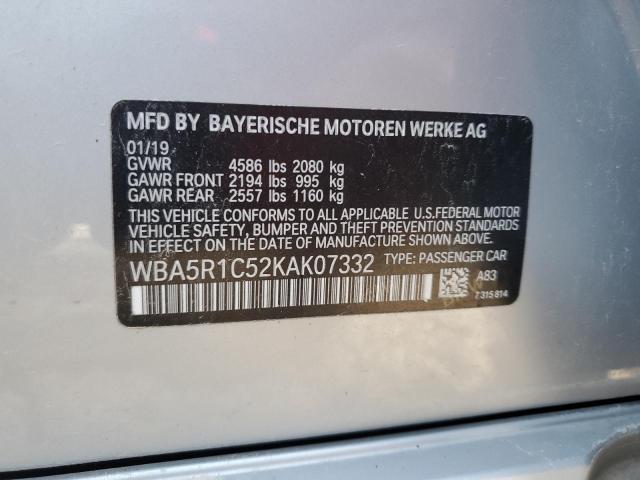 MFD BY BAYERISCHE MOTOREN WERKE AG
01/19
GVWR 4586 lbs 2080 kg
GAWR FRONT 2194 lbs 995 kg
GAWR REAR 2557 lbs 1160 kg
THIS VEHICLE CONFORMS TO ALL APPLICABLE U.S.FEDERAL MOTOR
VEHICLE SAFETY, BUMPER AND THEFT PREVENTION STANDARDS
IN EFFECT ON THE DATE OF MANUFACTURE SHOWN ABOVE.
WBA5R1C52KAK07332 TYPE: PASSENGER CAR
A83
7315814